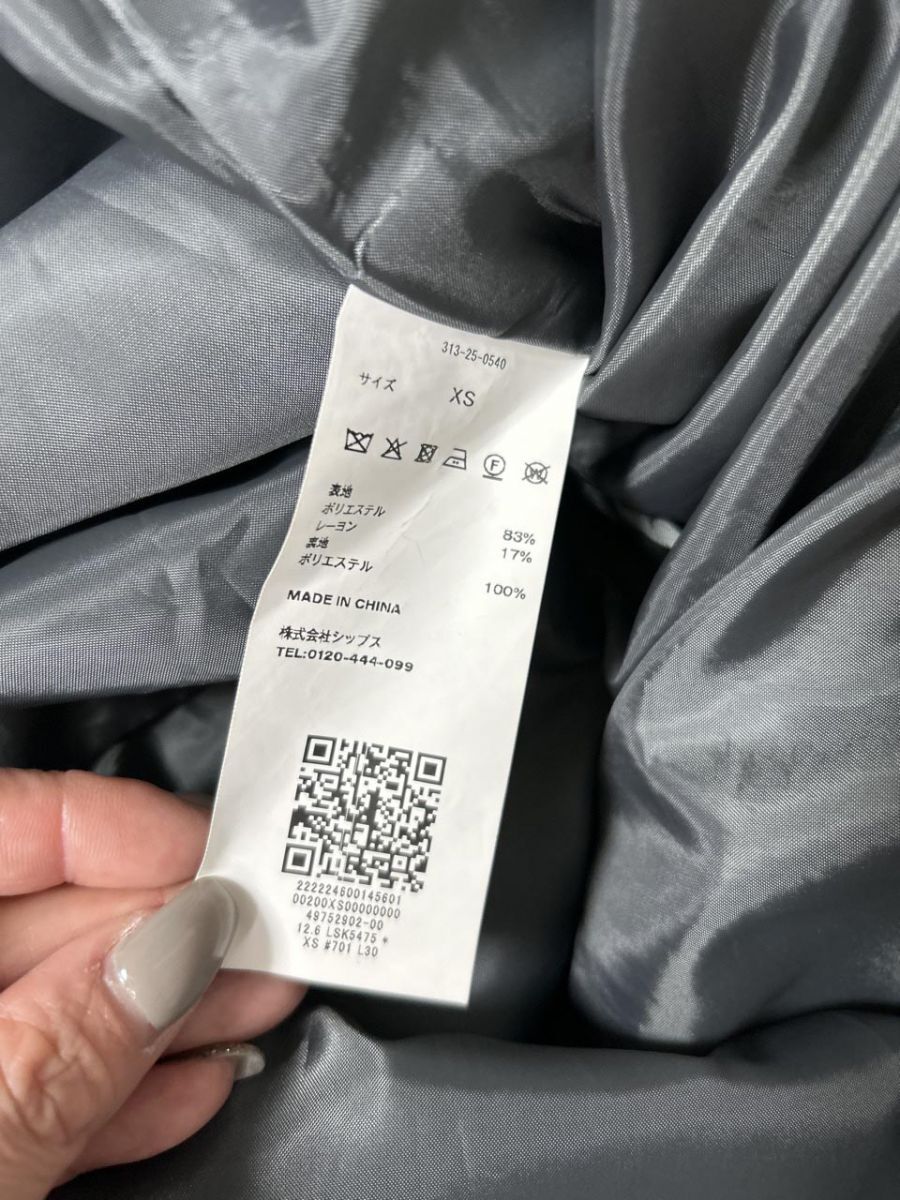 313-25-0540
サイズ XS
F W
表地
ポリエステル 83%
レーヨン 17%
裏地
ポリエステル 100%
MADE IN CHINA
株式会社シップス
TEL:0120-444-099
222224600145601
00200XS00000000
49752902-00
12.6 LSK5475 *
XS #701 L30